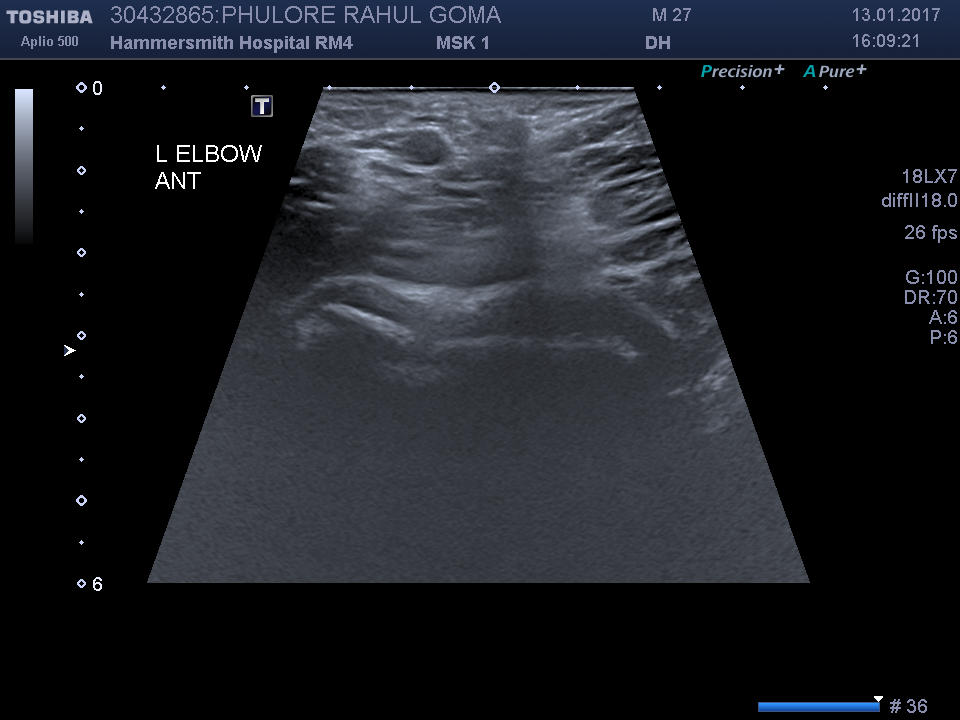 TOSHIBA 30432865:PHULORE RAHUL GOMA M 27 13.01.2017
Aplio 500 Hammersmith Hospital RM4 MSK 1 DH 16:09:21
Precision+ A Pure+
0
T
L ELBOW
ANT
18LX7
diffII18.0
26 fps
G:100
DR:70
A:6
P:6
6
# 36